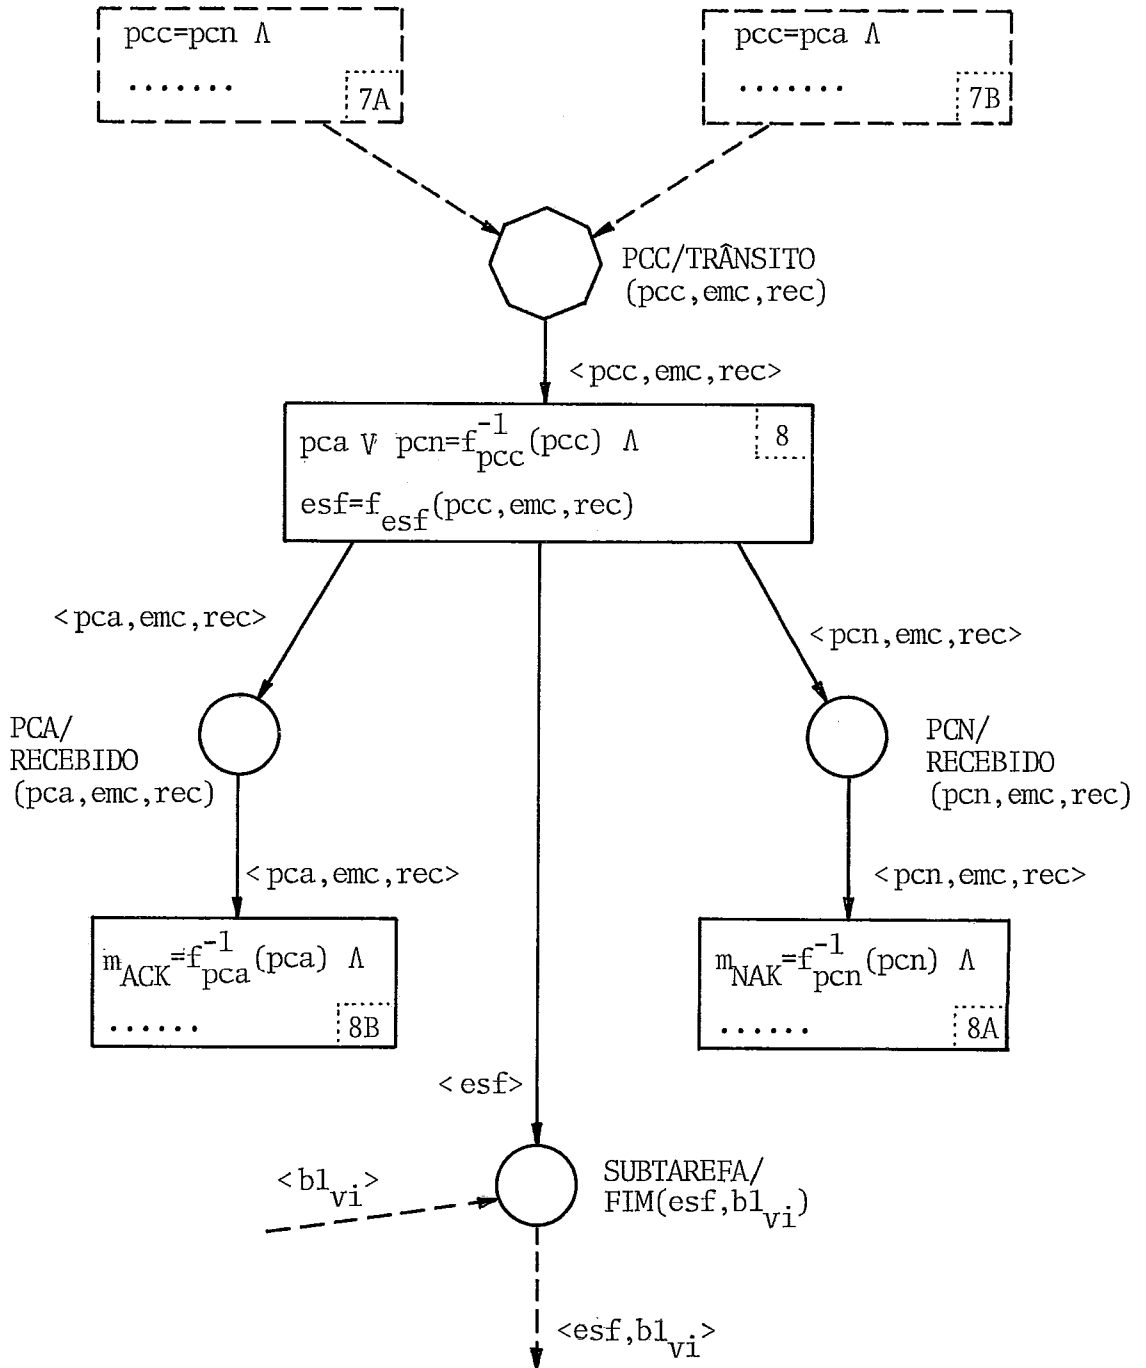 pcc=pcn Λ
.......
7A
pcc=pca Λ
.......
7B
PCC/TRÂNSITO
(pcc,emc,rec)
<pcc,emc,rec>
pca V pcn=f⁻¹pcc(pcc) Λ
8
esf=fesf(pcc,emc,rec)
<pca,emc,rec>
<pcn,emc,rec>
PCA/
RECEBIDO
(pca,emc,rec)
PCN/
RECEBIDO
(pcn,emc,rec)
<pca,emc,rec>
<pcn,emc,rec>
mACK=f⁻¹pca(pca) Λ
......
8B
mNAK=f⁻¹pcn(pcn) Λ
......
8A
<esf>
<blvi>
SUBTAREFA/
FIM(esf,blvi)
<esf,blvi>